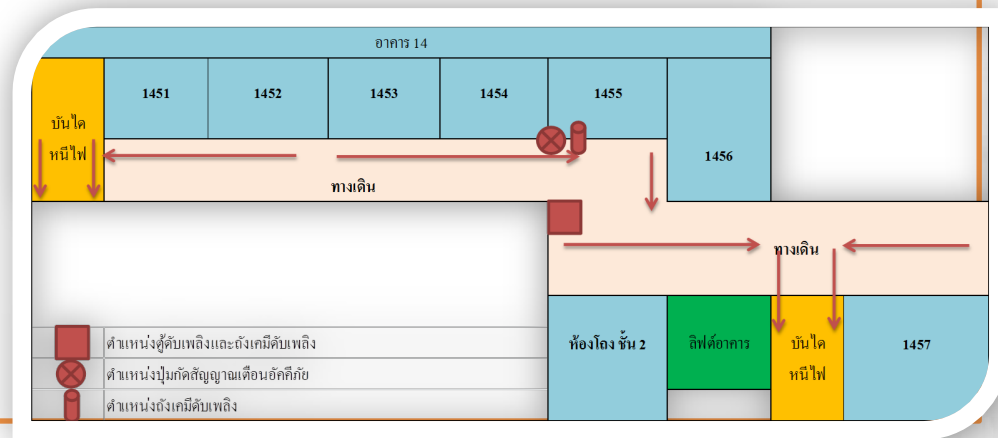 อาคาร 14
1451
1452
1453
1454
1455
1456
บันได
หนีไฟ
ทางเดิน
ทางเดิน
ห้องโถง ชั้น 2
ลิฟต์อาคาร
บันได
หนีไฟ
1457
ตำแหน่งตู้ดับเพลิงและถังเคมีดับเพลิง
ตำแหน่งปุ่มกัดสัญญาณเตือนอัคคีภัย
ตำแหน่งถังเคมีดับเพลิง